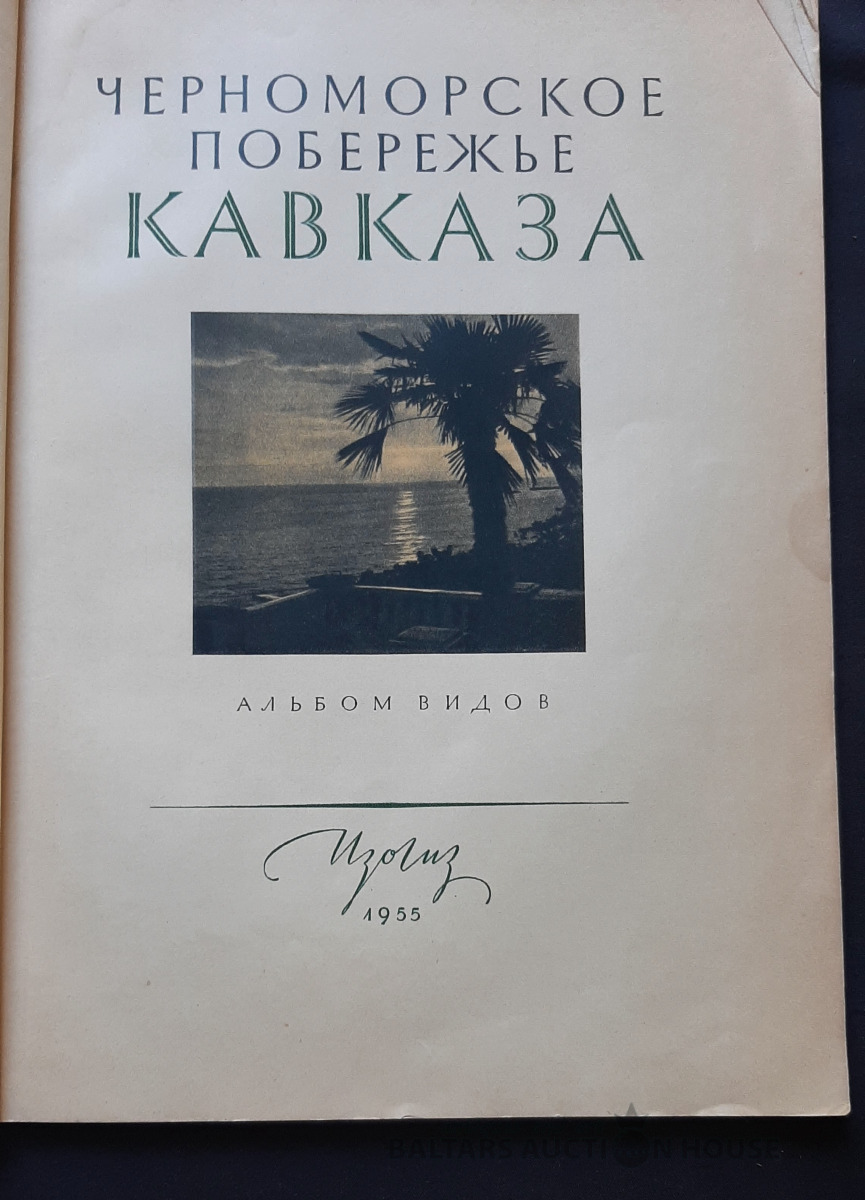 ЧЕРНОМОРСКОЕ
ПОБЕРЕЖЬЕ
КАВКАЗА
АЛЬБОМ ВИДОВ
Изогиз
1955
BALTARS AUCTION HOUSE